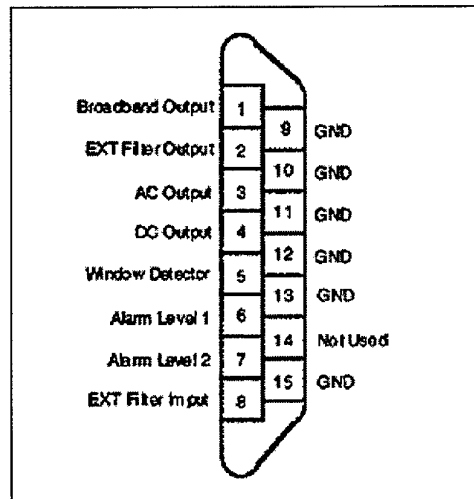 Broadband Output 1
9 GND
EXT Filter Output 2
10 GND
AC Output 3
11 GND
DC Output 4
12 GND
Window Detector 5
13 GND
Alarm Level 1 6
14 Not Used
Alarm Level 2 7
15 GND
EXT Filter Input 8